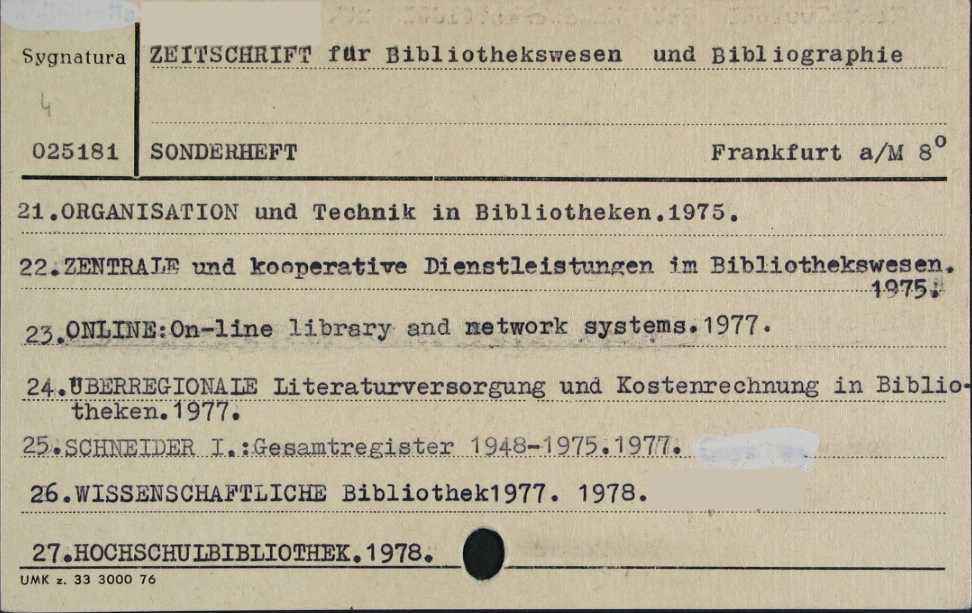 Sygnatura ZEITSCHRIFT für Bibliothekswesen und Bibliographie
4
025181 SONDERHEFT Frankfurt a/M 8°
21.ORGANISATION und Technik in Bibliotheken.1975.
22.ZENTRALE und kooperative Dienstleistungen im Bibliothekswesen.
1975.
23.ONLINE:On-line library and network systems.1977.
24.ÜBERREGIONALE Literaturversorgung und Kostenrechnung in Biblio-
theken.1977.
25.SCHNEIDER I.:Gesamtregister 1948-1975.1977.
26.WISSENSCHAFTLICHE Bibliothek1977. 1978.
27.HOCHSCHULBIBLIOTHEK.1978.
UMK z. 33 3000 76